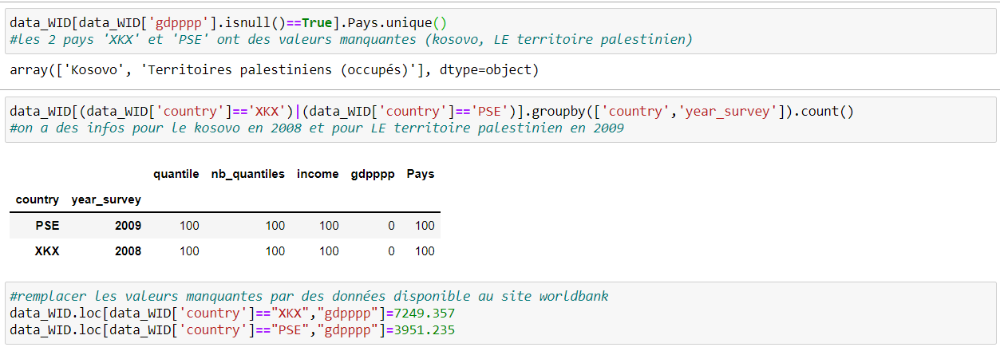 data_WID[data_WID['gdpppp'].isnull()==True].Pays.unique()
#les 2 pays 'XKX' et 'PSE' ont des valeurs manquantes (kosovo, LE territoire palestinien)
array(['Kosovo', 'Territoires palestiniens (occupés)'], dtype=object)
data_WID[(data_WID['country']=='XKX')|(data_WID['country']=='PSE')].groupby(['country','year_survey']).count()
#on a des infos pour le kosovo en 2008 et pour LE territoire palestinien en 2009
quantile nb_quantiles income gdpppp Pays
country year_survey
PSE 2009 100 100 100 0 100
XKX 2008 100 100 100 0 100
#remplacer les valeurs manquantes par des données disponible au site worldbank
data_WID.loc[data_WID['country']=="XKX","gdpppp"]=7249.357
data_WID.loc[data_WID['country']=="PSE","gdpppp"]=3951.235